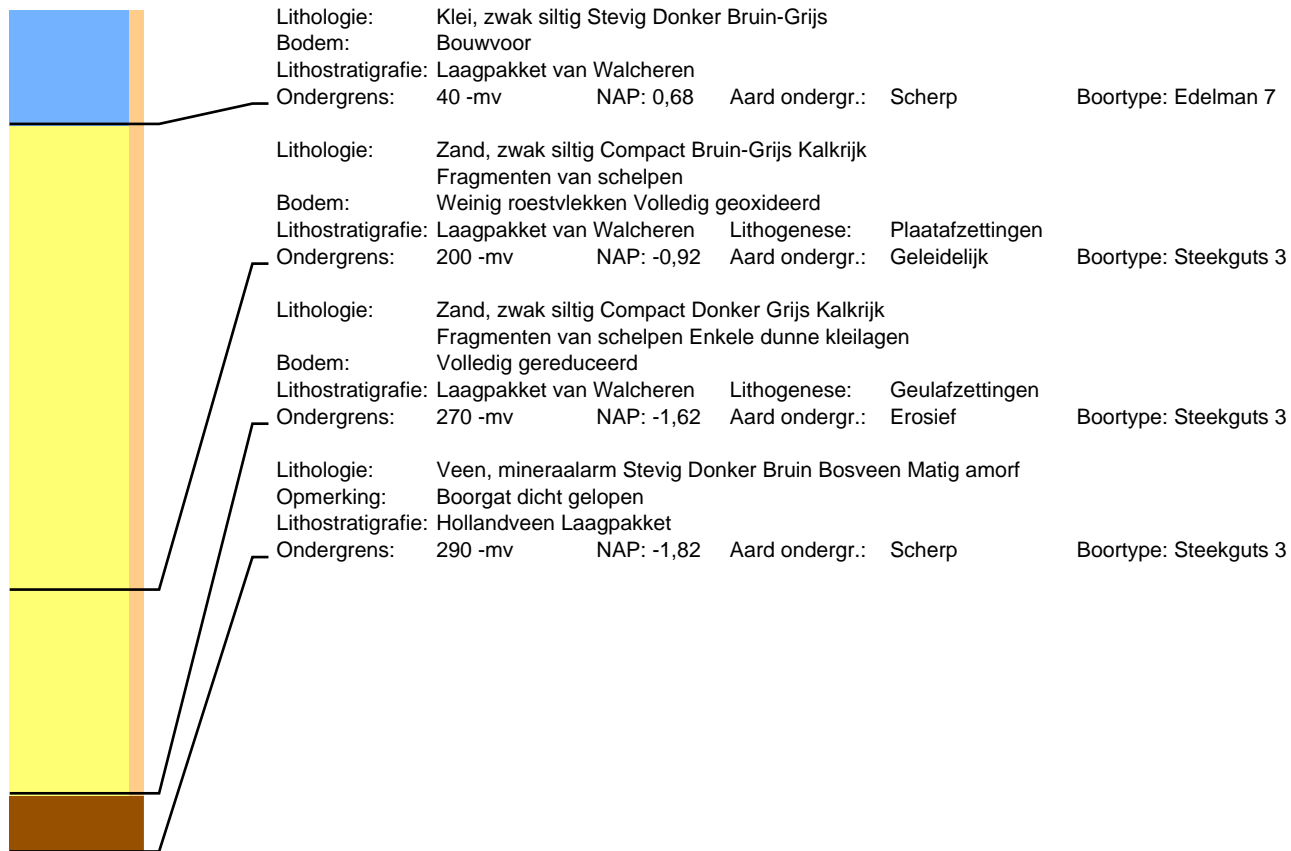 Lithologie: Klei, zwak siltig Stevig Donker Bruin-Grijs
Bodem: Bouwvoor
Lithostratigrafie: Laagpakket van Walcheren
Ondergrens: 40 -mv NAP: 0,68 Aard ondergr.: Scherp Boortype: Edelman 7
Lithologie: Zand, zwak siltig Compact Bruin-Grijs Kalkrijk
Fragmenten van schelpen
Bodem: Weinig roestvlekken Volledig geoxideerd
Lithostratigrafie: Laagpakket van Walcheren Lithogenese: Plaatafzettingen
Ondergrens: 200 -mv NAP: -0,92 Aard ondergr.: Geleidelijk Boortype: Steekguts 3
Lithologie: Zand, zwak siltig Compact Donker Grijs Kalkrijk
Fragmenten van schelpen Enkele dunne kleilagen
Bodem: Volledig gereduceerd
Lithostratigrafie: Laagpakket van Walcheren Lithogenese: Geulafzettingen
Ondergrens: 270 -mv NAP: -1,62 Aard ondergr.: Erosief Boortype: Steekguts 3
Lithologie: Veen, mineraalarm Stevig Donker Bruin Bosveen Matig amorf
Opmerking: Boorgat dicht gelopen
Lithostratigrafie: Hollandveen Laagpakket
Ondergrens: 290 -mv NAP: -1,82 Aard ondergr.: Scherp Boortype: Steekguts 3